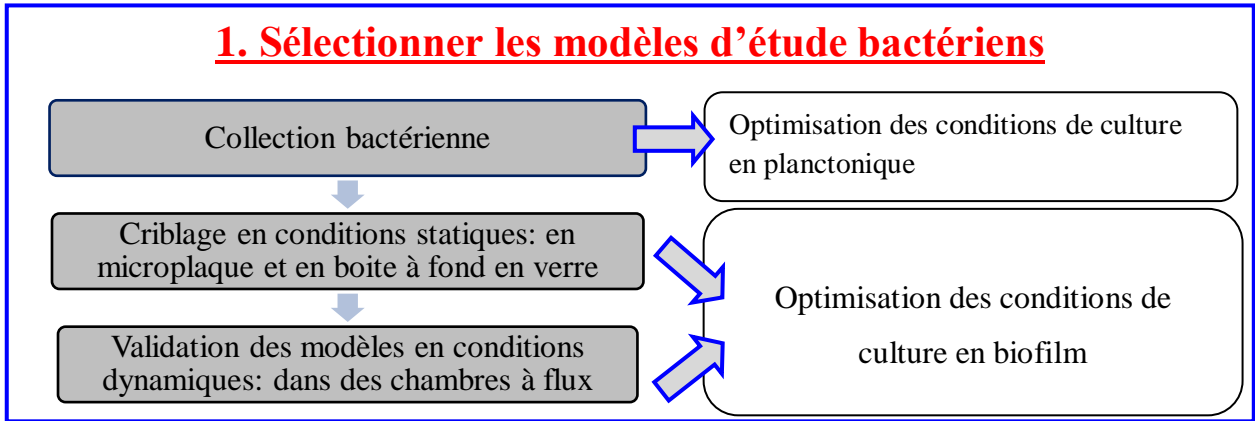 1. Sélectionner les modèles d’étude bactériens
Collection bactérienne
Optimisation des conditions de culture
en planctonique
Criblage en conditions statiques: en
microplaque et en boite à fond en verre
Validation des modèles en conditions
dynamiques: dans des chambres à flux
Optimisation des conditions de
culture en biofilm